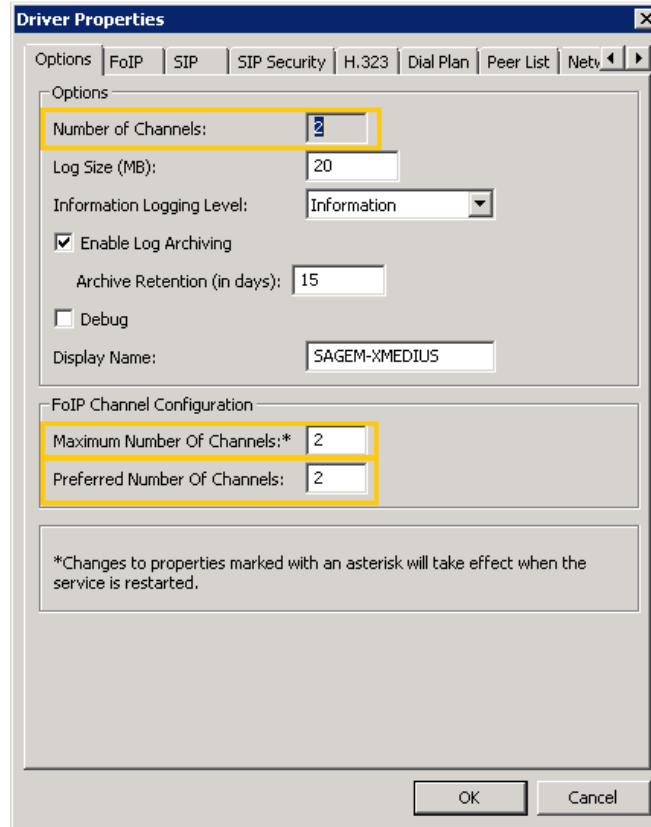 Driver Properties
Options FoIP SIP SIP Security H.323 Dial Plan Peer List Netw
Options
Number of Channels: 2
Log Size (MB): 20
Information Logging Level: Information
Enable Log Archiving
Archive Retention (in days): 15
Debug
Display Name: SAGEM-XMEDIUS
FoIP Channel Configuration
Maximum Number Of Channels:* 2
Preferred Number Of Channels: 2
*Changes to properties marked with an asterisk will take effect when the
service is restarted.
OK Cancel